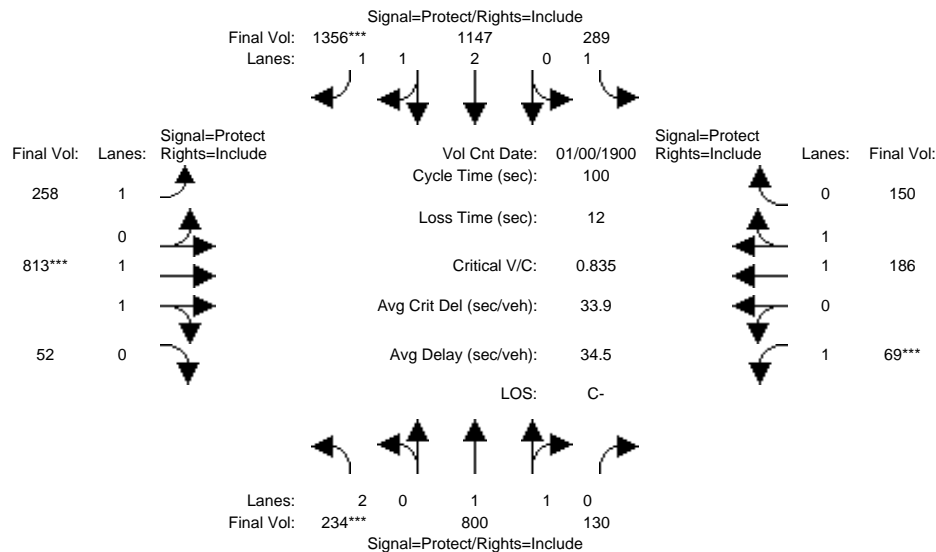 Signal=Protect/Rights=Include
Final Vol: 1356*** 1147 289
Lanes: 1 1 2 0 1
Signal=Protect
Final Vol: Lanes: Rights=Include
Vol Cnt Date: 01/00/1900
Signal=Protect
Rights=Include Lanes: Final Vol:
Cycle Time (sec): 100
258 1
0 150
Loss Time (sec): 12
0
1
813*** 1
Critical V/C: 0.835
1 186
1
Avg Crit Del (sec/veh): 33.9
0
52 0
Avg Delay (sec/veh): 34.5
1 69***
LOS: C-
Lanes: 2 0 1 1 0
Final Vol: 234*** 800 130
Signal=Protect/Rights=Include